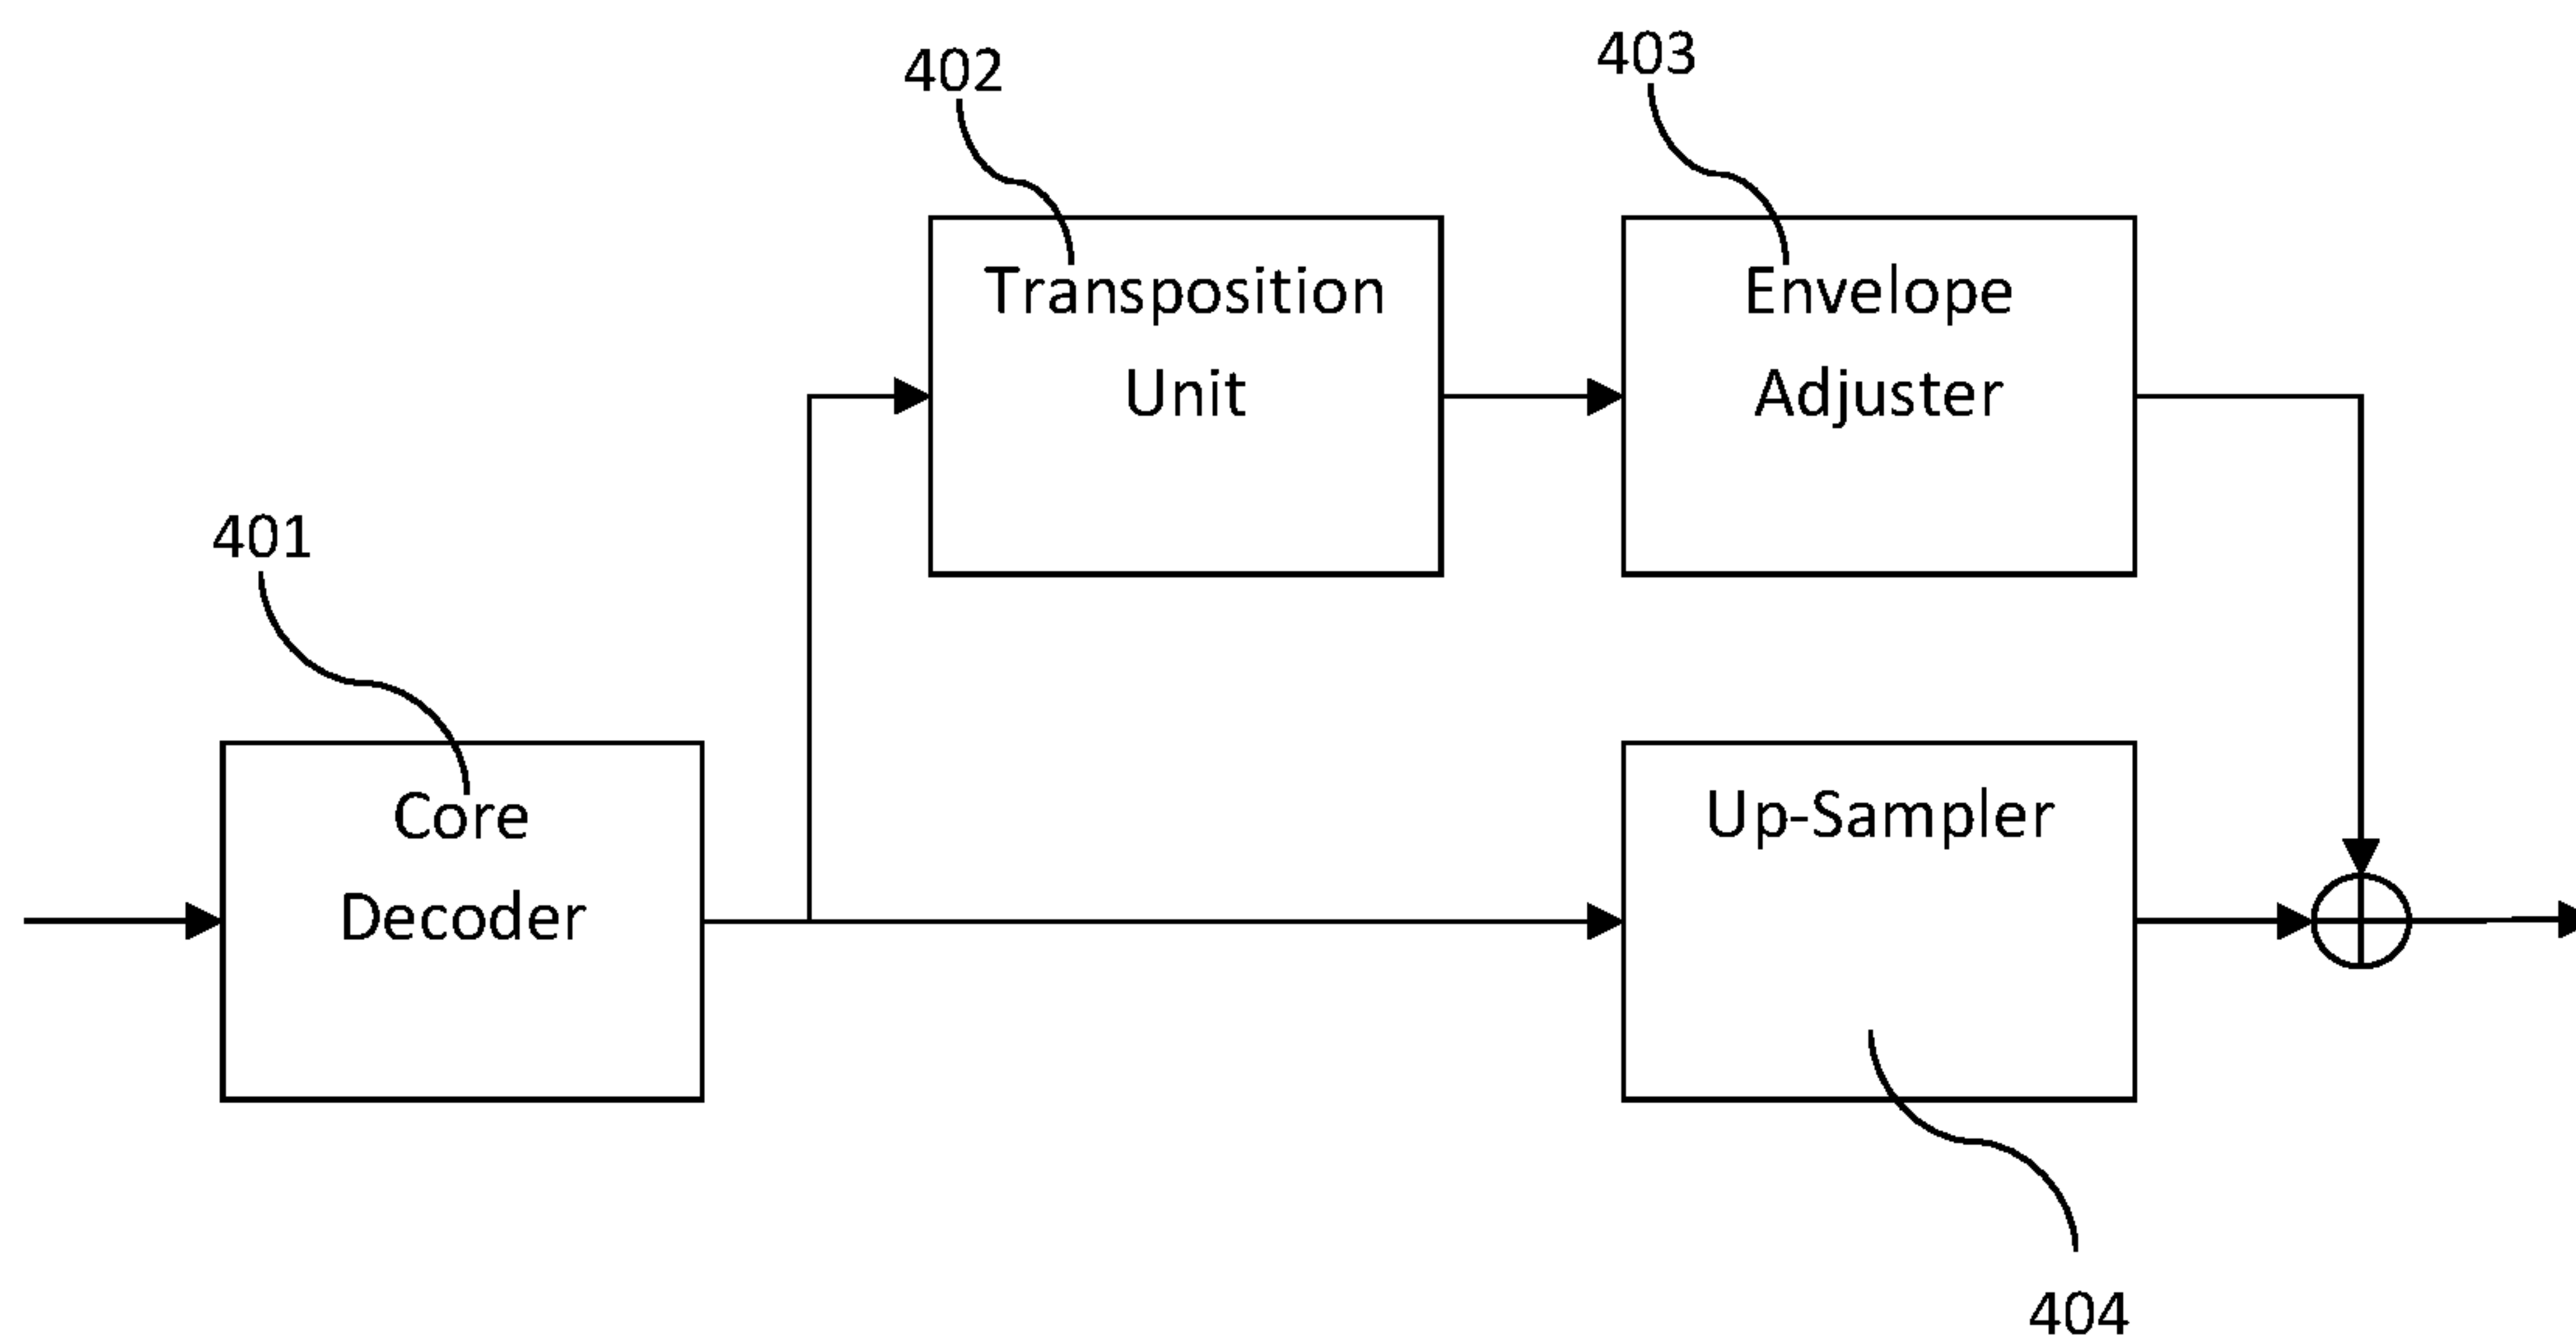 402
403
Transposition
Unit
Envelope
Adjuster
401
Core
Decoder
Up-Sampler
404